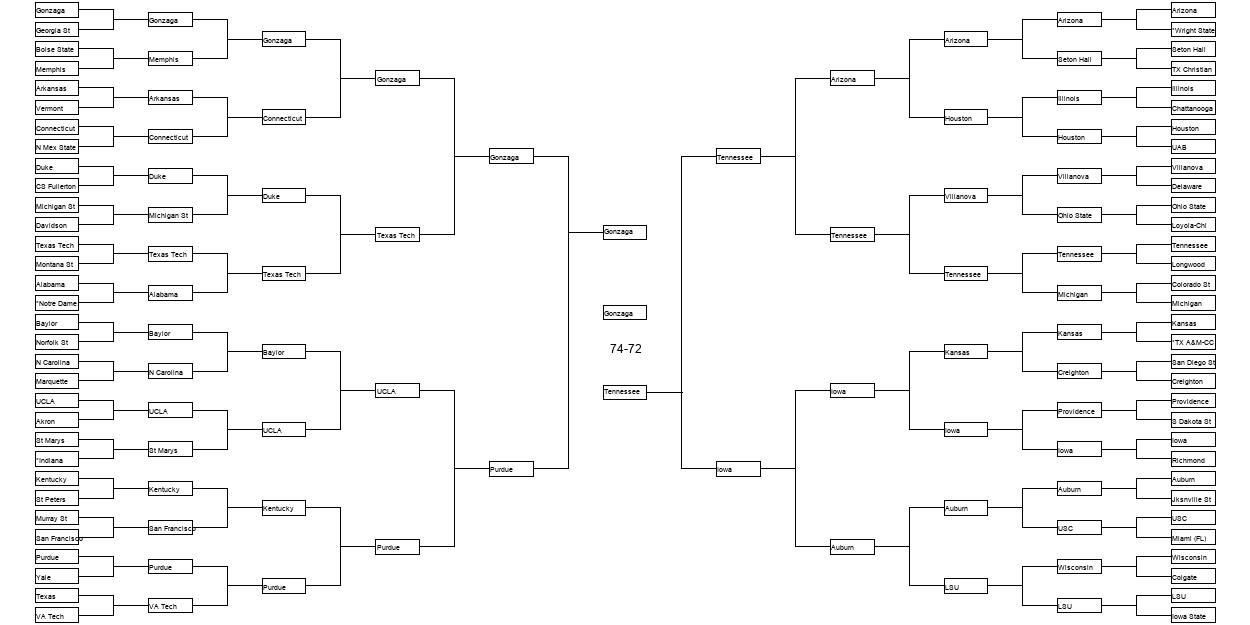 Gonzaga
Georgia St
Boise State
Memphis
Arkansas
Vermont
Connecticut
N Mex State
Duke
CS Fullerton
Michigan St
Davidson
Texas Tech
Montana St
Alabama
*Notre Dame
Baylor
Norfolk St
N Carolina
Marquette
UCLA
Akron
St Marys
*Indiana
Kentucky
St Peters
Murray St
San Francisco
Purdue
Yale
Texas
VA Tech
Gonzaga
Memphis
Arkansas
Connecticut
Duke
Michigan St
Texas Tech
Alabama
Baylor
N Carolina
UCLA
St Marys
Kentucky
San Francisco
Purdue
VA Tech
Gonzaga
Connecticut
Duke
Texas Tech
Baylor
UCLA
Kentucky
Purdue
Gonzaga
Texas Tech
UCLA
Purdue
Gonzaga
Purdue
Gonzaga
Gonzaga
74-72
Tennessee
Tennessee
Iowa
Arizona
Tennessee
Iowa
Auburn
Arizona
Houston
Villanova
Tennessee
Kansas
Iowa
Auburn
LSU
Arizona
Seton Hall
Illinois
Houston
Villanova
Ohio State
Tennessee
Michigan
Kansas
Creighton
Providence
Iowa
Auburn
USC
Wisconsin
LSU
Arizona
*Wright State
Seton Hall
TX Christian
Illinois
Chattanooga
Houston
UAB
Villanova
Delaware
Ohio State
Loyola-Chi
Tennessee
Longwood
Colorado St
Michigan
Kansas
*TX A&M-CC
San Diego St
Creighton
Providence
S Dakota St
Iowa
Richmond
Auburn
Jksnville St
USC
Miami (FL)
Wisconsin
Colgate
LSU
Iowa State